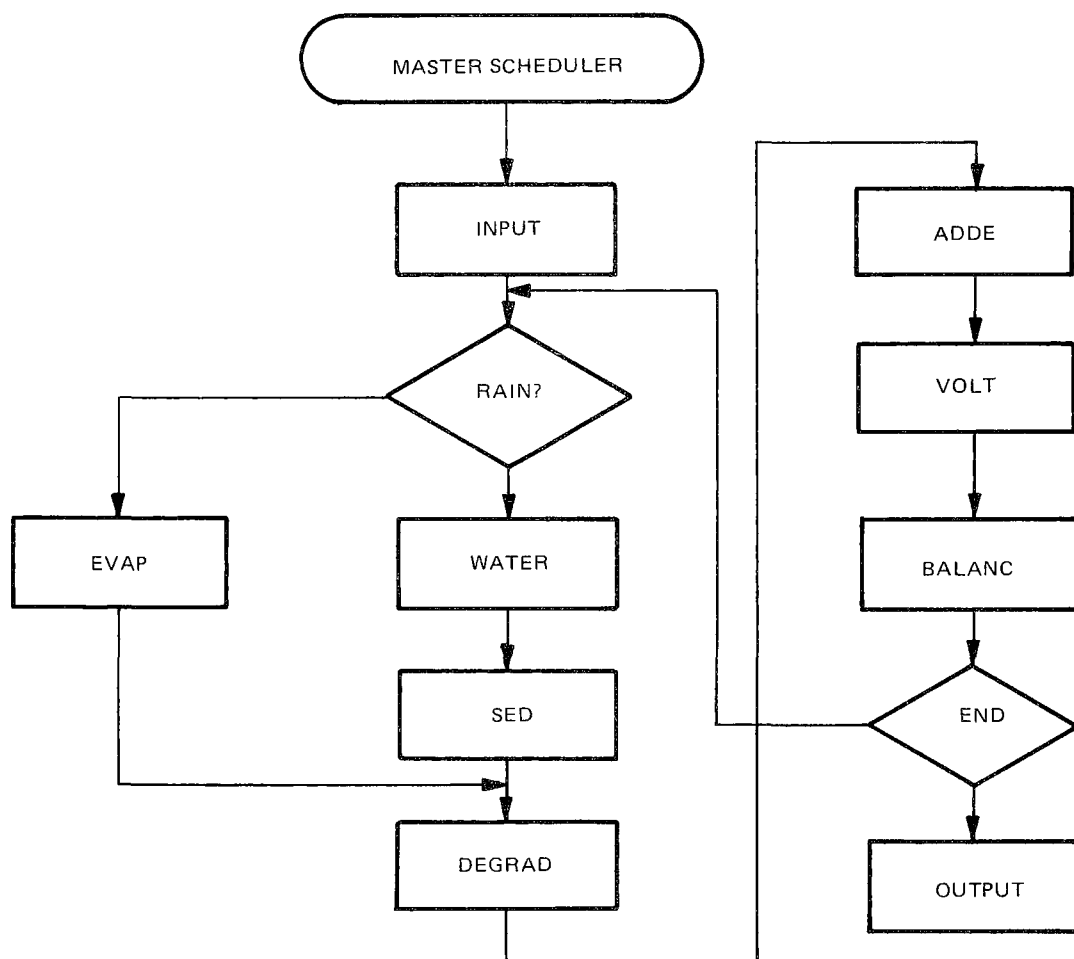 MASTER SCHEDULER
INPUT
RAIN?
EVAP
WATER
SED
DEGRAD
ADDE
VOLT
BALANC
END
OUTPUT